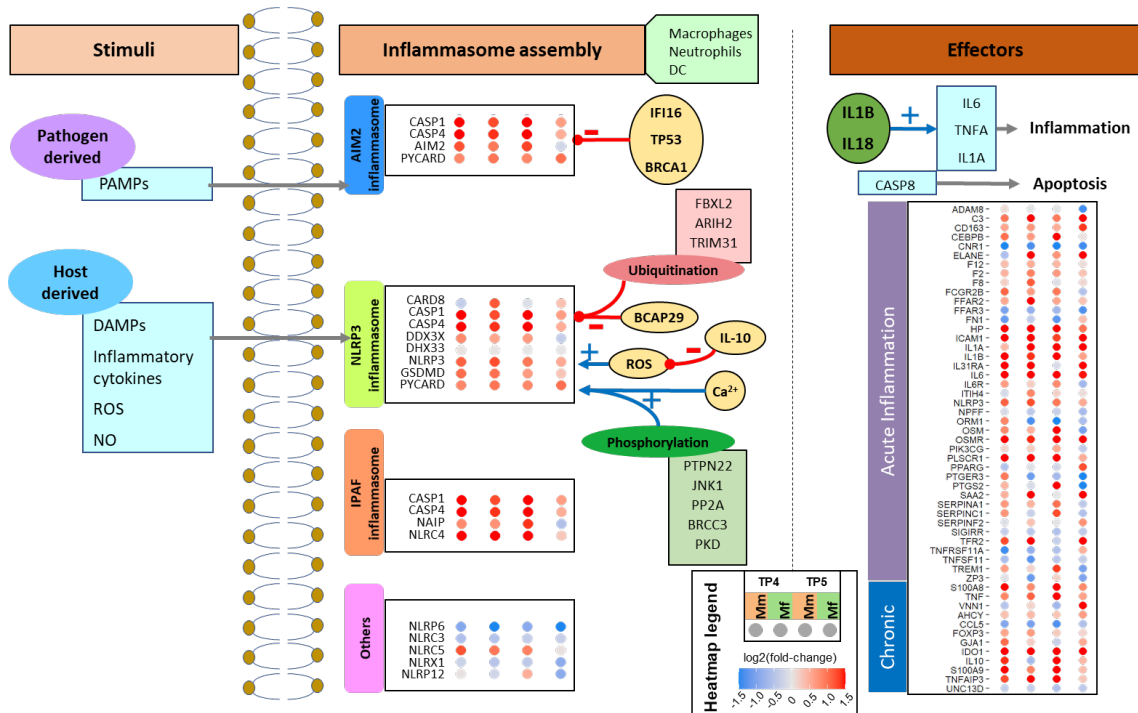 Stimuli
Inflammasome assembly
Macrophages
Neutrophils
DC
Effectors
Pathogen
derived
PAMPs
Host
derived
DAMPs
Inflammatory
cytokines
ROS
NO
AIM2
inflammasome
CASP1
CASP4
AIM2
PYCARD
IFI16
TP53
BRCA1
FBXL2
ARIH2
TRIM31
Ubiquitination
NLRP3
inflammasome
CARD8
CASP1
CASP4
DDX3X
DHX33
NLRP3
GSDMD
PYCARD
BCAP29
IL-10
ROS
Ca²⁺
Phosphorylation
PTPN22
JNK1
PP2A
BRCC3
PKD
IPAF
inflammasome
CASP1
CASP4
NAIP
NLRC4
Others
NLRP6
NLRC3
NLRC5
NLRX1
NLRP12
Heatmap legend
TP4 TP5
Mm Mf Mm Mf
log2(fold-change)
-1.5 -1.0 -0.5 0 0.5 1.0 1.5
IL1B
IL18
IL6
TNFA
IL1A
Inflammation
CASP8
Apoptosis
Acute Inflammation
ADAM8
C3
CD163
CEBPB
CNR1
ELANE
F12
F2
F8
FCGR2B
FFAR2
FFAR3
FN1
HP
ICAM1
IL1A
IL1B
IL31RA
IL6
IL6R
ITIH4
NLRP3
NPFF
ORM1
OSM
OSMR
PIK3CG
PLSCR1
PPARG
PTGER3
PTGS2
SAA2
SERPINA1
SERPINC1
SERPINF2
SIGIRR
TFR2
TNFRSF11A
TNFSF11
TREM1
ZP3
Chronic
S100A8
TNF
VNN1
AHCY
CCL5
FOXP3
GJA1
IDO1
IL10
S100A9
TNFAIP3
UNC13D